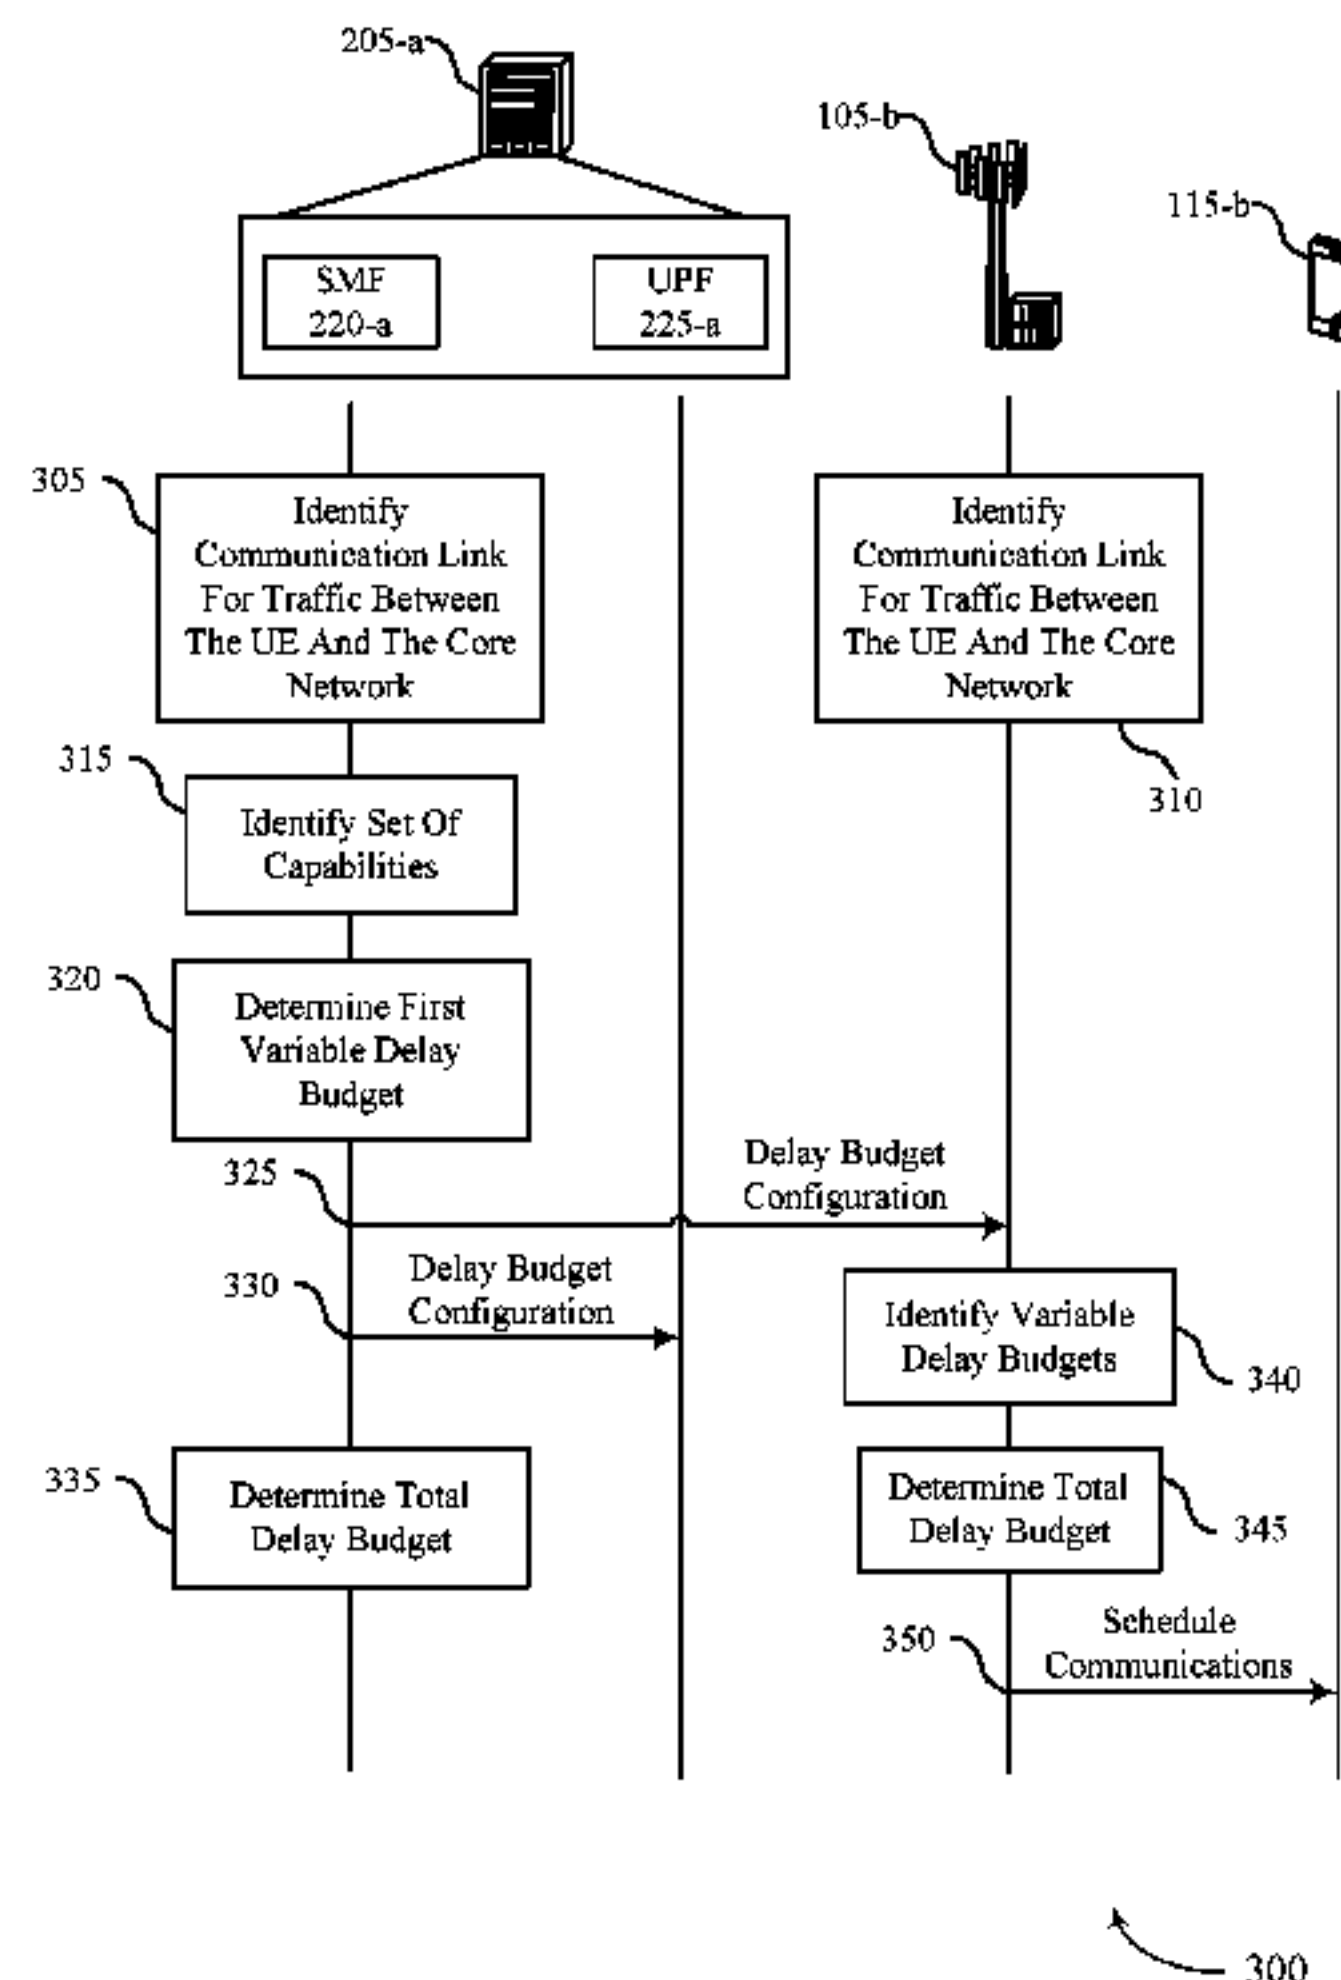 205-a
105-b
115-b
SMF
220-a
UPF
225-a
305
Identify
Communication Link
For Traffic Between
The UE And The Core
Network
Identify
Communication Link
For Traffic Between
The UE And The Core
Network
310
315
Identify Set Of
Capabilities
320
Determine First
Variable Delay
Budget
325
Delay Budget
Configuration
330
Delay Budget
Configuration
Identify Variable
Delay Budgets
340
335
Determine Total
Delay Budget
Determine Total
Delay Budget
345
350
Schedule
Communications
300